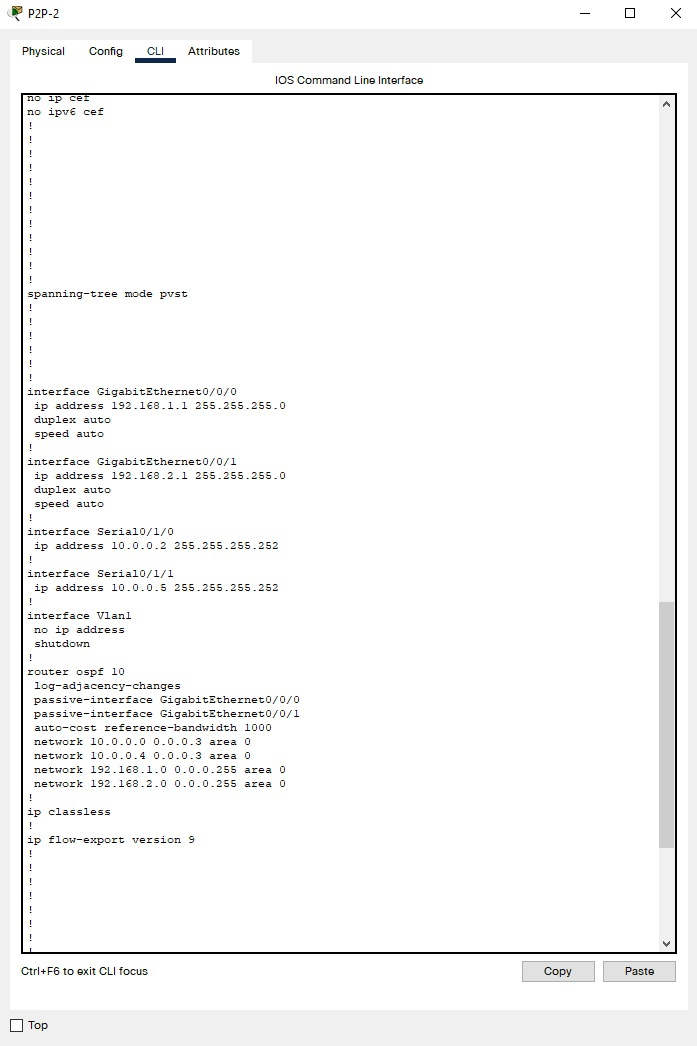 P2P-2
Physical Config CLI Attributes
IOS Command Line Interface
no ip cef
no ipv6 cef
!
!
!
!
!
!
!
!
!
!
!
!
spanning-tree mode pvst
!
!
!
!
!
!
interface GigabitEthernet0/0/0
ip address 192.168.1.1 255.255.255.0
duplex auto
speed auto
!
interface GigabitEthernet0/0/1
ip address 192.168.2.1 255.255.255.0
duplex auto
speed auto
!
interface Serial0/1/0
ip address 10.0.0.2 255.255.255.252
!
interface Serial0/1/1
ip address 10.0.0.5 255.255.255.252
!
interface Vlan1
no ip address
shutdown
!
router ospf 10
log-adjacency-changes
passive-interface GigabitEthernet0/0/0
passive-interface GigabitEthernet0/0/1
auto-cost reference-bandwidth 1000
network 10.0.0.0 0.0.0.3 area 0
network 10.0.0.4 0.0.0.3 area 0
network 192.168.1.0 0.0.0.255 area 0
network 192.168.2.0 0.0.0.255 area 0
!
ip classless
!
ip flow-export version 9
!
!
!
!
!
!
!
!
Ctrl+F6 to exit CLI focus Copy Paste
Top